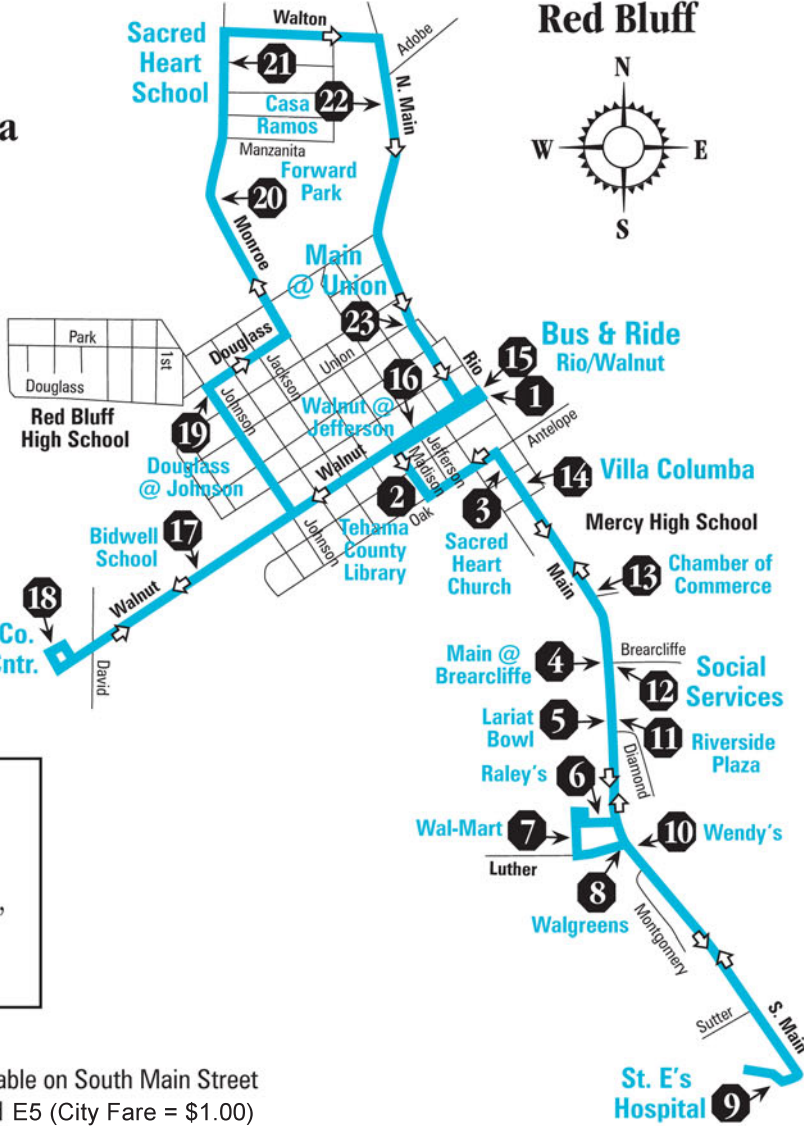 Red Bluff
N
W
E
S
Walton
Adobe
Sacred
Heart
School
21
Casa
Ramos
22
N. Main
a
Manzanita
Forward
Park
20
Monroe
Main
@ Union
23
Park
1st
Douglass
Douglass
Jackson
Union
Rio
Bus & Ride
Rio/Walnut
15
1
16
Red Bluff
High School
Johnson
Walnut @
Jefferson
19
Douglass
@ Johnson
Walnut
Jefferson
Madison
Antelope
14
Villa Columba
2
Oak
3
Mercy High School
Bidwell
School
17
Johnson
Tehama
County
Library
Sacred
Heart
Church
Main
13
Chamber of
Commerce
18
Walnut
Co.
ntr.
David
Main @
Brearcliffe
4
Brearcliffe
12
Social
Services
Lariat
Bowl
5
11
Riverside
Plaza
Diamond
Raley's
6
Wal-Mart
7
10
Wendy's
Luther
8
Walgreens
Montgomery
,
Sutter
S. Main
able on South Main Street
E5 (City Fare = $1.00)
St. E's
Hospital
9